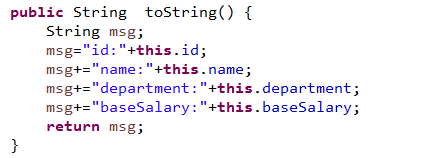 public String  toString() {
    String msg;
    msg="id:"+this.id;
    msg+="name:"+this.name;
    msg+="department:"+this.department;
    msg+="baseSalary:"+this.baseSalary;
    return msg;
}